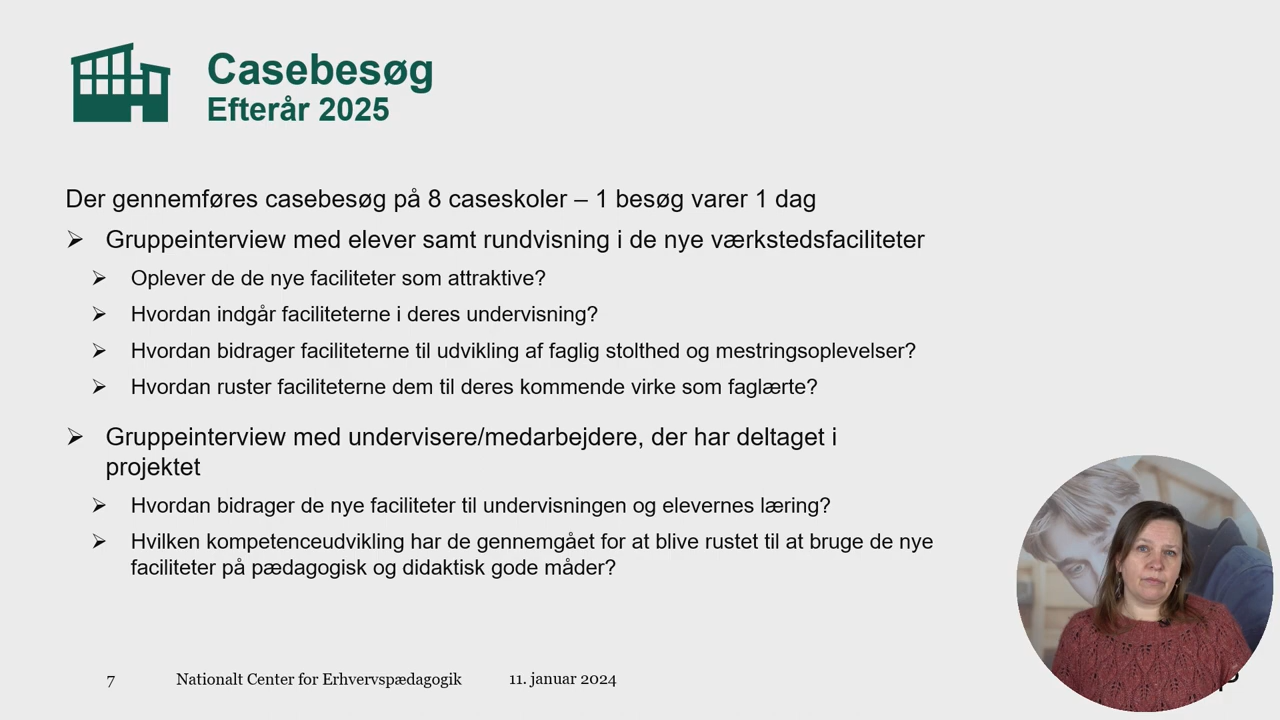 Casebesøg
Efterår 2025
Der gennemføres casebesøg på 8 caseskoler – 1 besøg varer 1 dag
➢ Gruppeinterview med elever samt rundvisning i de nye værkstedsfaciliteter
➢ Oplever de de nye faciliteter som attraktive?
➢ Hvordan indgår faciliteterne i deres undervisning?
➢ Hvordan bidrager faciliteterne til udvikling af faglig stolthed og mestringsoplevelser?
➢ Hvordan ruster faciliteterne dem til deres kommende virke som faglærte?
➢ Gruppeinterview med undervisere/medarbejdere, der har deltaget i
projektet
➢ Hvordan bidrager de nye faciliteter til undervisningen og elevernes læring?
➢ Hvilken kompetenceudvikling har de gennemgået for at blive rustet til at bruge de nye
faciliteter på pædagogisk og didaktisk gode måder?
7 Nationalt Center for Erhvervspædagogik 11. januar 2024